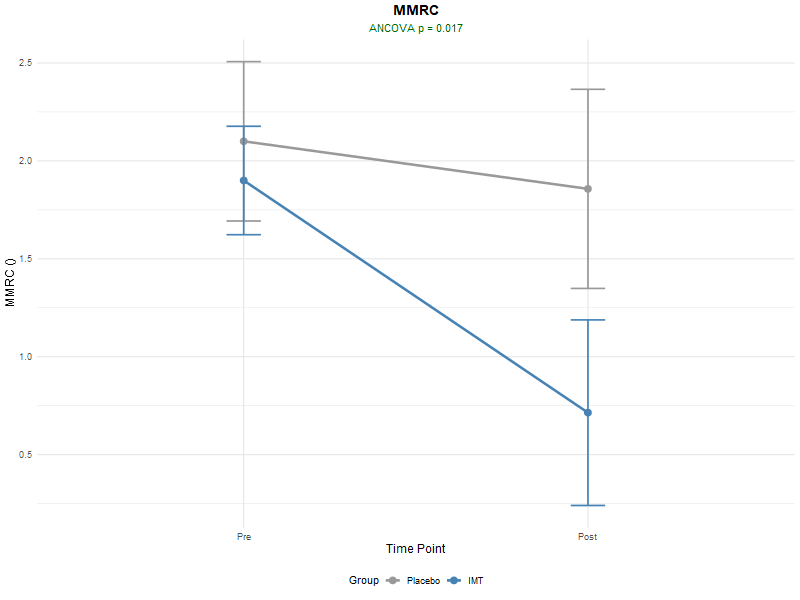 MMRC
ANCOVA p = 0.017
MMRC ()
2.5
2.0
1.5
1.0
0.5
Pre
Post
Time Point
Group
Placebo
IMT